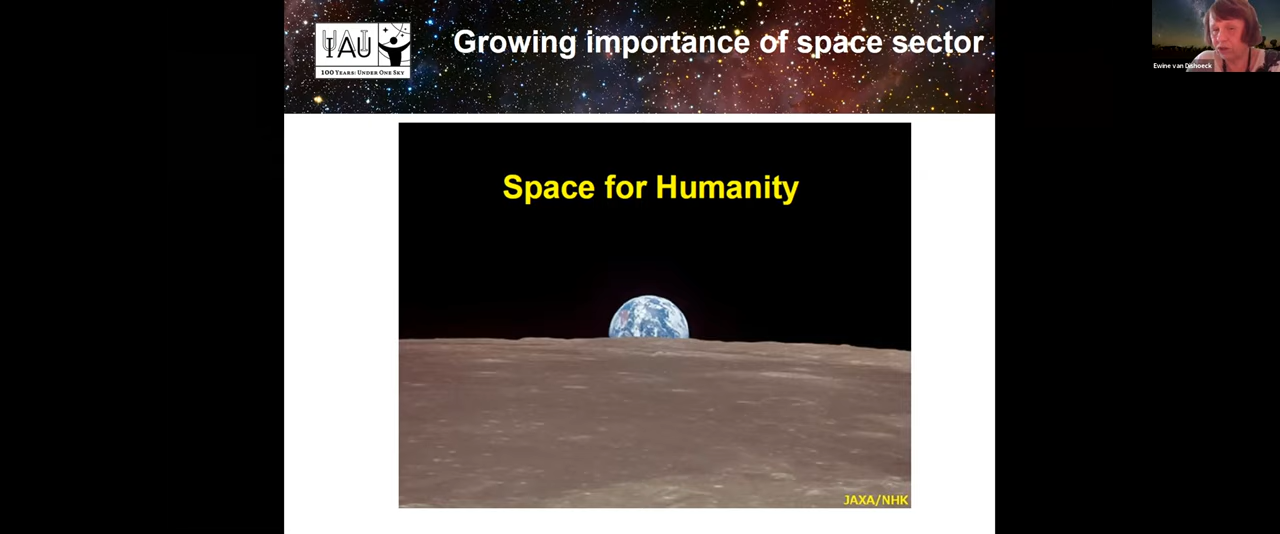 IAU
100 Years: Under One Sky
Growing importance of space sector
Ewine van Dishoeck
Space for Humanity
JAXA/NHK